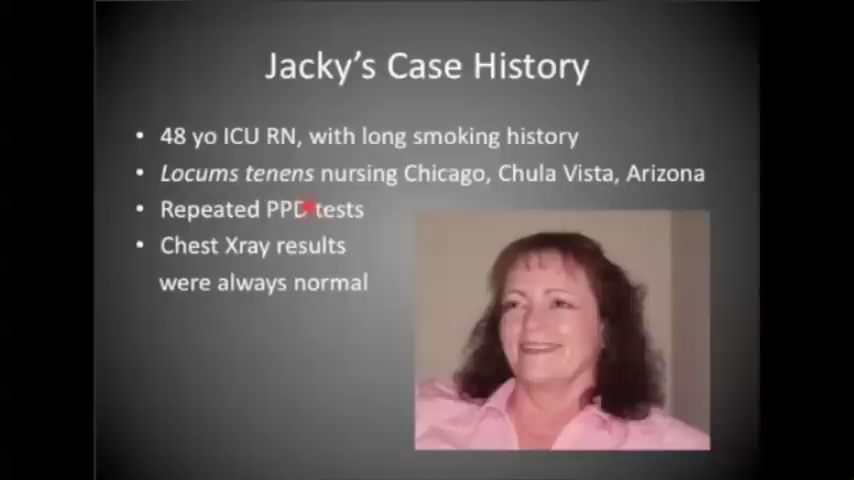 Jacky's Case History
• 48 yo ICU RN, with long smoking history
• Locums tenens nursing Chicago, Chula Vista, Arizona
• Repeated PPD tests
• Chest Xray results
were always normal